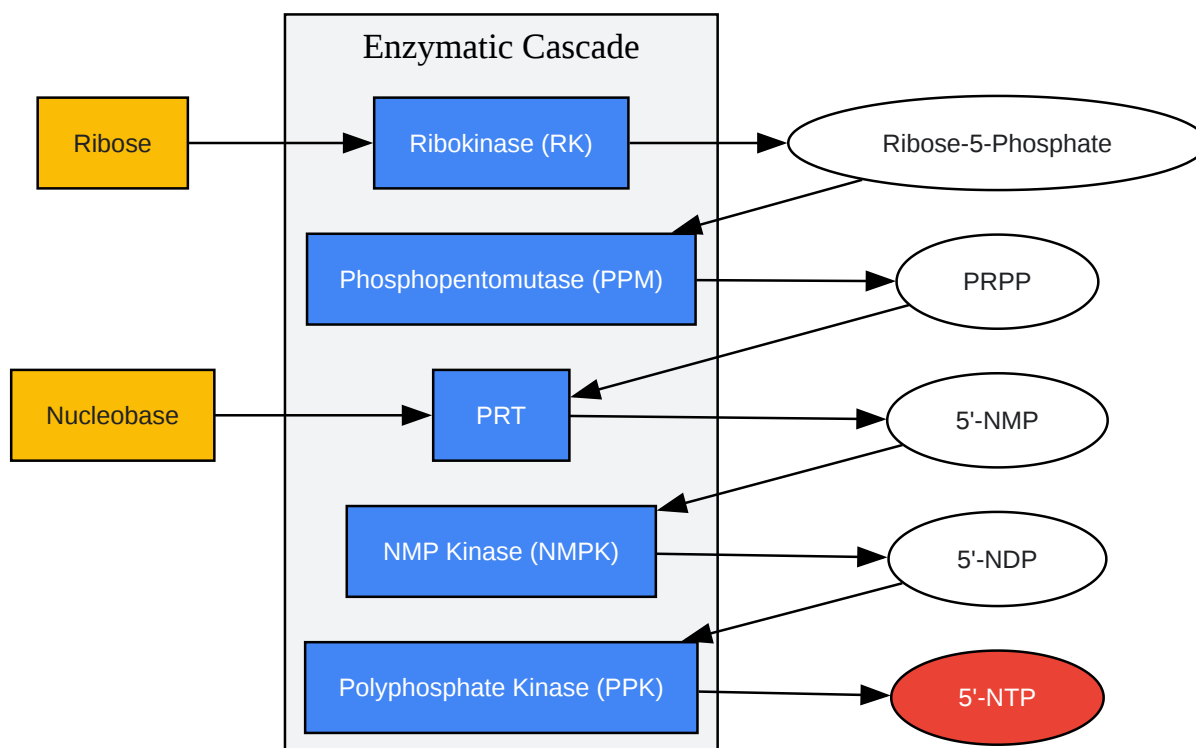 Enzymatic Cascade
Ribose
Ribokinase (RK)
Ribose-5-Phosphate
Phosphopentomutase (PPM)
PRPP
Nucleobase
PRT
5'-NMP
NMP Kinase (NMPK)
5'-NDP
Polyphosphate Kinase (PPK)
5'-NTP